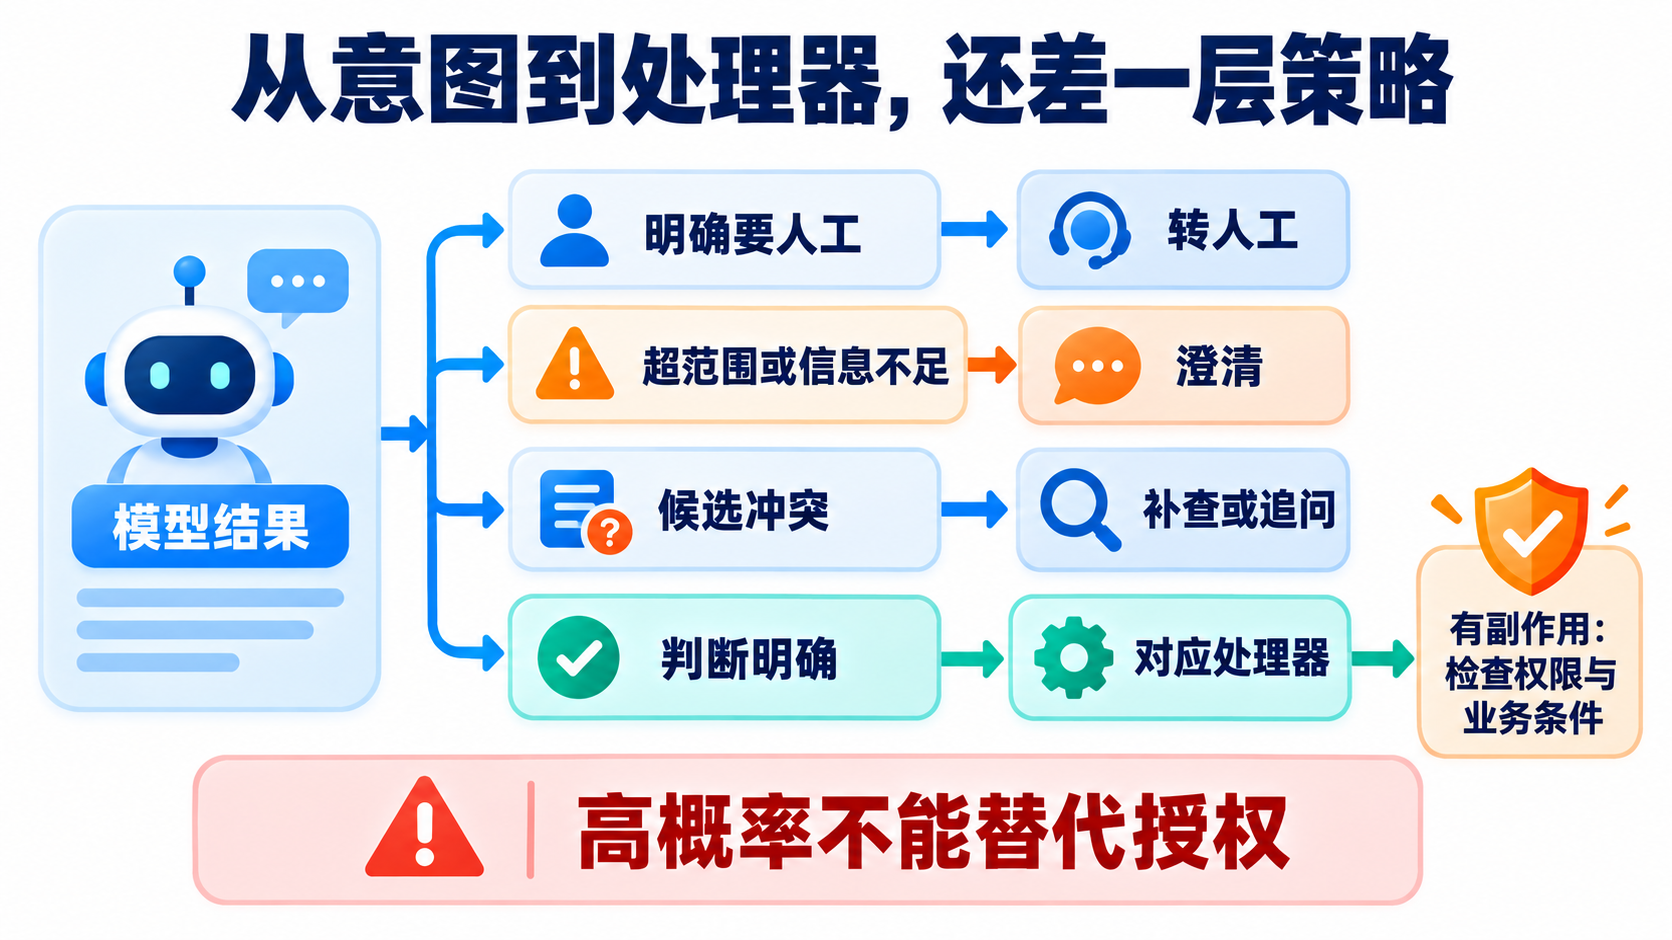 从意图到处理器，还差一层策略
模型结果
明确要人工
转人工
超范围或信息不足
澄清
候选冲突
补查或追问
判断明确
对应处理器
有副作用：
检查权限与
业务条件
高概率不能替代授权